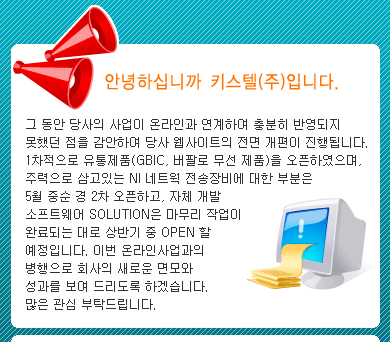 안녕하십니까 키스텔(주)입니다.
그 동안 당사의 사업이 온라인과 연계하여 충분히 반영되지
못했던 점을 감안하여 당사 웹사이트의 전면 개편이 진행됩니다.
1차적으로 유통제품(GBIC, 버팔로 무선 제품)을 오픈하였으며,
주력으로 삼고있는 NI 네트웍 전송장비에 대한 부분은
5월 중순 경 2차 오픈하고, 자체 개발
소프트웨어 SOLUTION은 마무리 작업이
완료되는 대로 상반기 중 OPEN 할
예정입니다. 이번 온라인사업과의
병행으로 회사의 새로운 면모와
성과를 보여 드리도록 하겠습니다.
많은 관심 부탁드립니다.